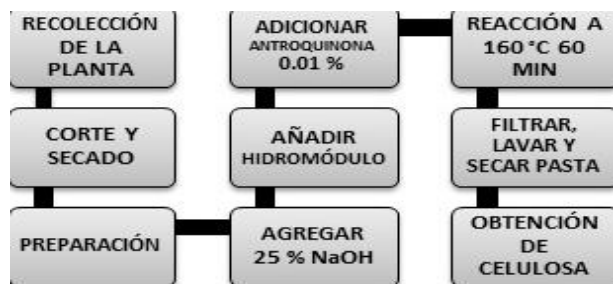 RECOLECCIÓN
DE LA
PLANTA
CORTE Y
SECADO
PREPARACIÓN
AGREGAR
25 % NaOH
AÑADIR
HIDROMÓDULO
ADICIONAR
ANTROQUINONA
0.01 %
REACCIÓN A
160 °C 60
MIN
FILTRAR,
LAVAR Y
SECAR PASTA
OBTENCIÓN
DE
CELULOSA